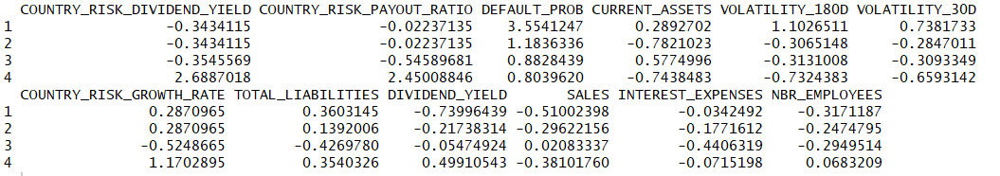 COUNTRY_RISK_DIVIDEND_YIELD COUNTRY_RISK_PAYOUT_RATIO DEFAULT_PROB CURRENT_ASSETS VOLATILITY_180D VOLATILITY_30D
1 -0.3434115 -0.02237135 3.5541247 0.2892702 1.1026511 0.7381733
2 -0.3434115 -0.02237135 1.1836336 -0.7821023 -0.3065148 -0.2847011
3 -0.3545569 -0.54589681 0.8828439 0.5774996 -0.3131008 -0.3093349
4 2.6887018 2.45008846 0.8039620 -0.7438483 -0.7324383 -0.6593142
COUNTRY_RISK_GROWTH_RATE TOTAL_LIABILITIES DIVIDEND_YIELD SALES INTEREST_EXPENSES NBR_EMPLOYEES
1 0.2870965 0.3603145 -0.73996439 -0.51002398 -0.0342492 -0.3171187
2 0.2870965 0.1392006 -0.21738314 -0.29622156 -0.1771612 -0.2474795
3 -0.5248665 -0.4269780 -0.05474924 0.02083337 -0.4406319 -0.2949514
4 1.1702895 0.3540326 0.49910543 -0.38101760 -0.0715198 0.0683209